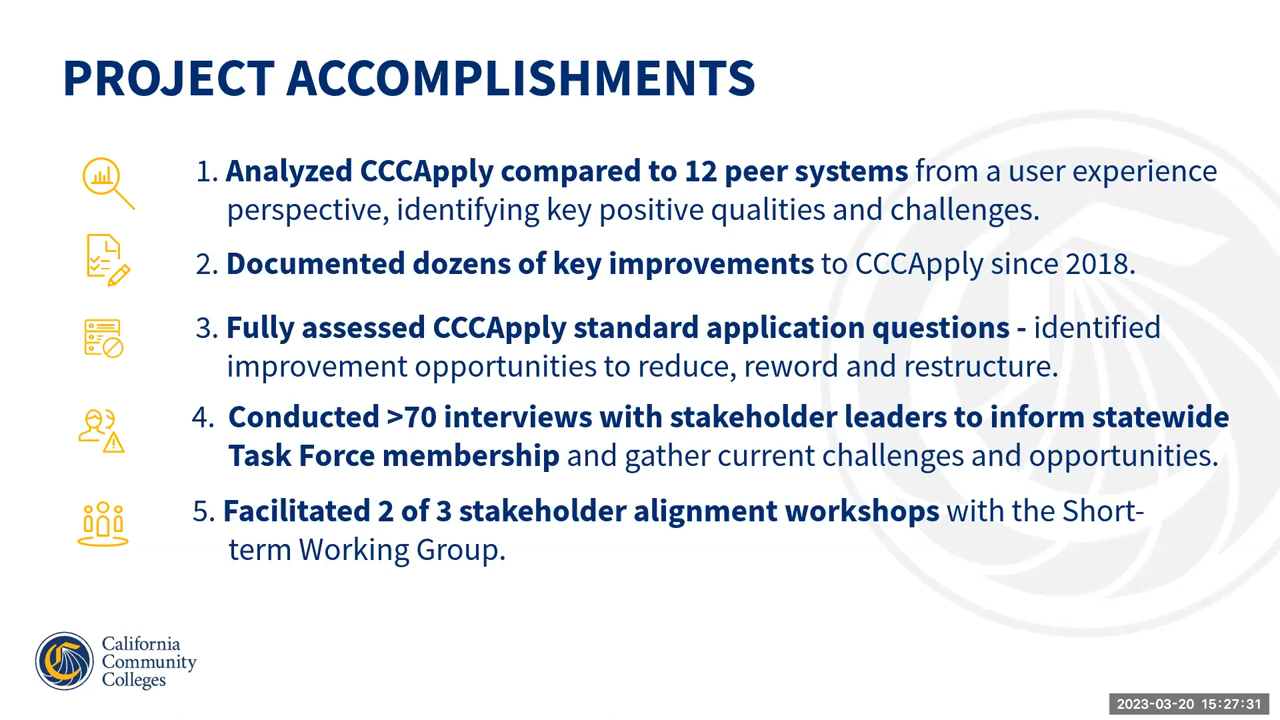 PROJECT ACCOMPLISHMENTS
1. Analyzed CCCApply compared to 12 peer systems from a user experience
perspective, identifying key positive qualities and challenges.
2. Documented dozens of key improvements to CCCApply since 2018.
3. Fully assessed CCCApply standard application questions - identified
improvement opportunities to reduce, reword and restructure.
4. Conducted >70 interviews with stakeholder leaders to inform statewide
Task Force membership and gather current challenges and opportunities.
5. Facilitated 2 of 3 stakeholder alignment workshops with the Short-
term Working Group.
California
Community
Colleges
2023-03-20 15:27:31